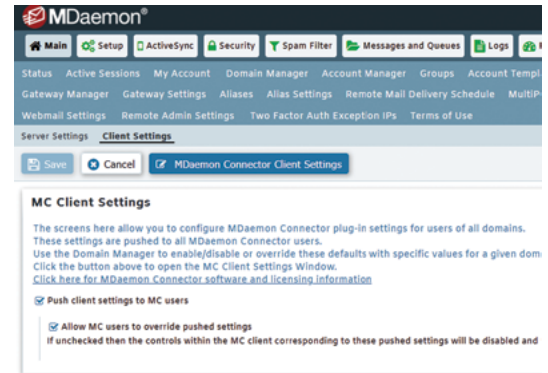 MDaemon®
Main Setup ActiveSync Security Spam Filter Messages and Queues Logs
Status Active Sessions My Account Domain Manager Account Manager Groups Account Templ
Gateway Manager Gateway Settings Aliases Alias Settings Remote Mail Delivery Schedule MultiP
Webmail Settings Remote Admin Settings Two Factor Auth Exception IPs Terms of Use
Server Settings Client Settings
Save Cancel MDaemon Connector Client Settings
MC Client Settings
The screens here allow you to configure MDaemon Connector plug-in settings for users of all domains.
These settings are pushed to all MDaemon Connector users.
Use the Domain Manager to enable/disable or override these defaults with specific values for a given dom
Click the button above to open the MC Client Settings Window.
Click here for MDaemon Connector software and licensing information
Push client settings to MC users
Allow MC users to override pushed settings
If unchecked then the controls within the MC client corresponding to these pushed settings will be disabled and